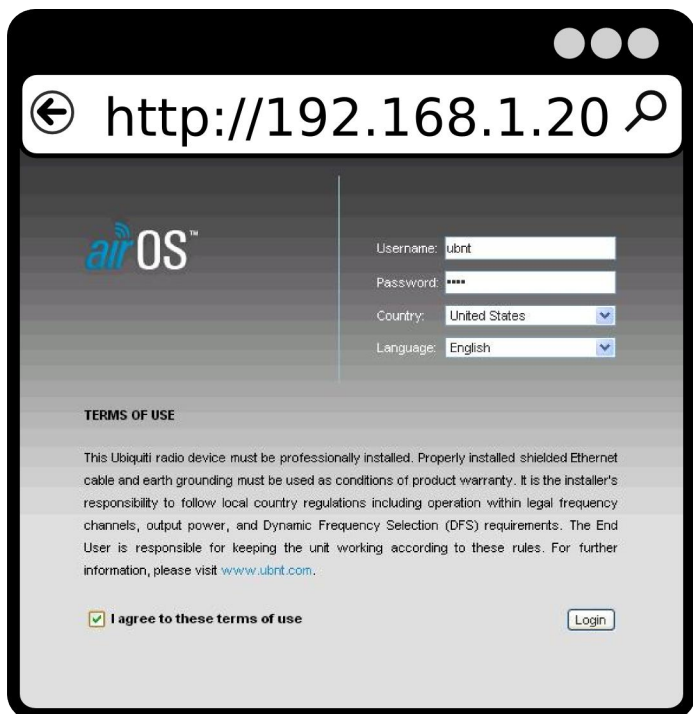 http://192.168.1.20
airOS™
Username: ubnt
Password: ••••
Country: United States
Language: English
TERMS OF USE
This Ubiquiti radio device must be professionally installed. Properly installed shielded Ethernet
cable and earth grounding must be used as conditions of product warranty. It is the installer's
responsibility to follow local country regulations including operation within legal frequency
channels, output power, and Dynamic Frequency Selection (DFS) requirements. The End
User is responsible for keeping the unit working according to these rules. For further
information, please visit www.ubnt.com.
I agree to these terms of use
Login